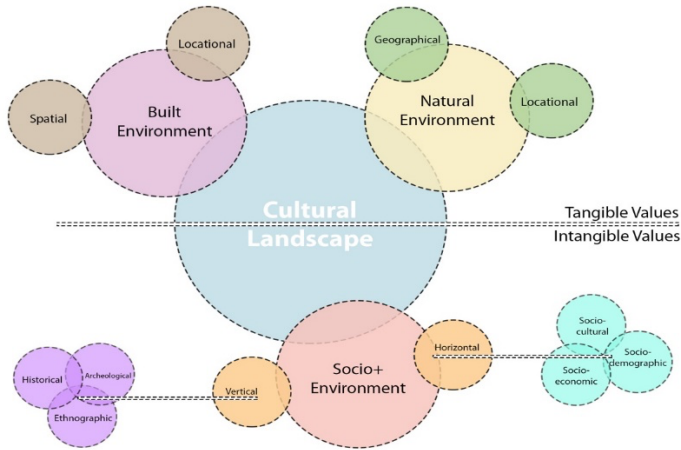 Locational
Geographical
Built
Environment
Natural
Environment
Locational
Spatial
Cultural
Landscape
Tangible Values
Intangible Values
Socio-
cultural
Horizontal
Socio-
demographic
Socio-
economic
Historical
Archeological
Ethnographic
Vertical
Socio+
Environment